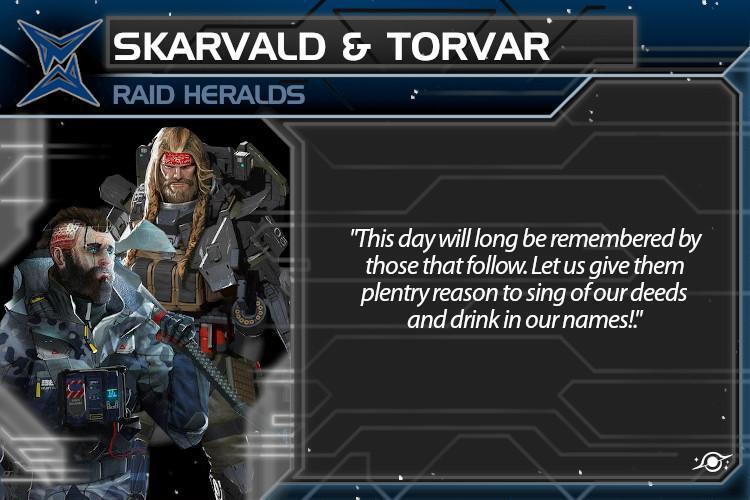 SKARVALD & TORVAR
RAID HERALDS
"This day will long be remembered by
those that follow. Let us give them
plentry reason to sing of our deeds
and drink in our names!."